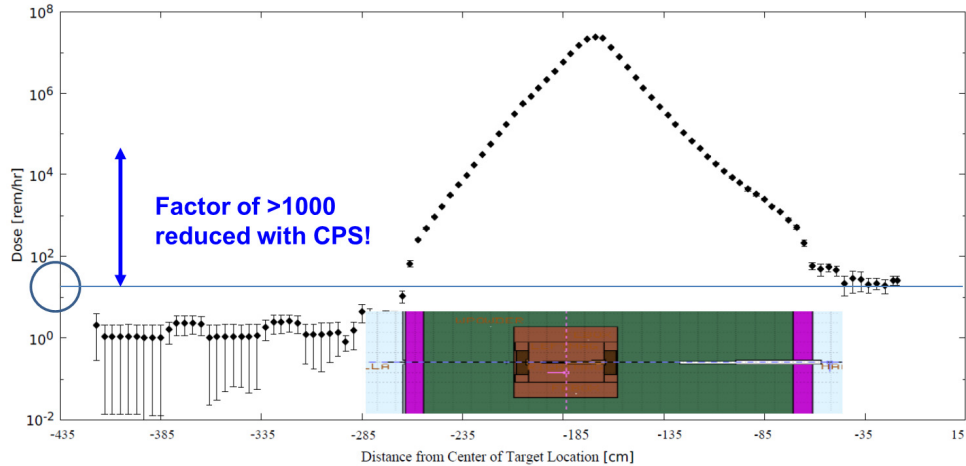 10^8
10^6
10^4
10^2
10^0
10^-2
Dose [rem/hr]
Factor of >1000
reduced with CPS!
-435 -385 -335 -285 -235 -185 -135 -85 -35 15
Distance from Center of Target Location [cm]